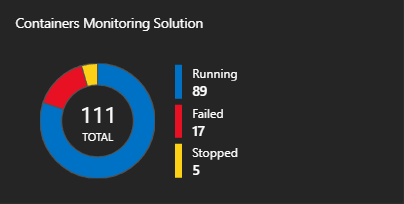 Containers Monitoring Solution
111
TOTAL
Running
89
Failed
17
Stopped
5